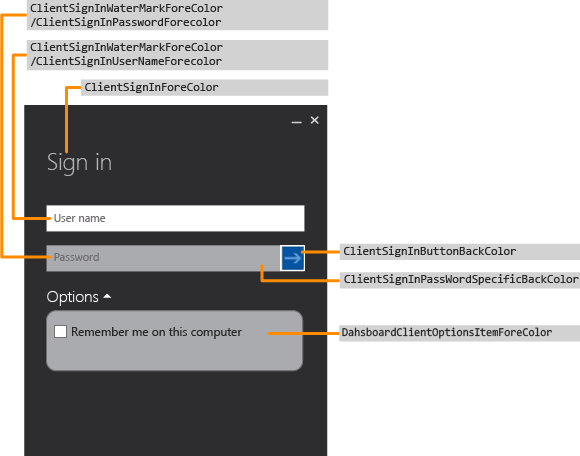 ClientSignInWaterMarkForeColor
/ClientSignInPasswordForecolor
ClientSignInWaterMarkForeColor
/ClientSignInUserNameForecolor
ClientSignInForeColor
Sign in
User name
Password
ClientSignInButtonBackColor
ClientSignInPassWordSpecificBackColor
Options
Remember me on this computer
DahsboardClientOptionsItemForeColor